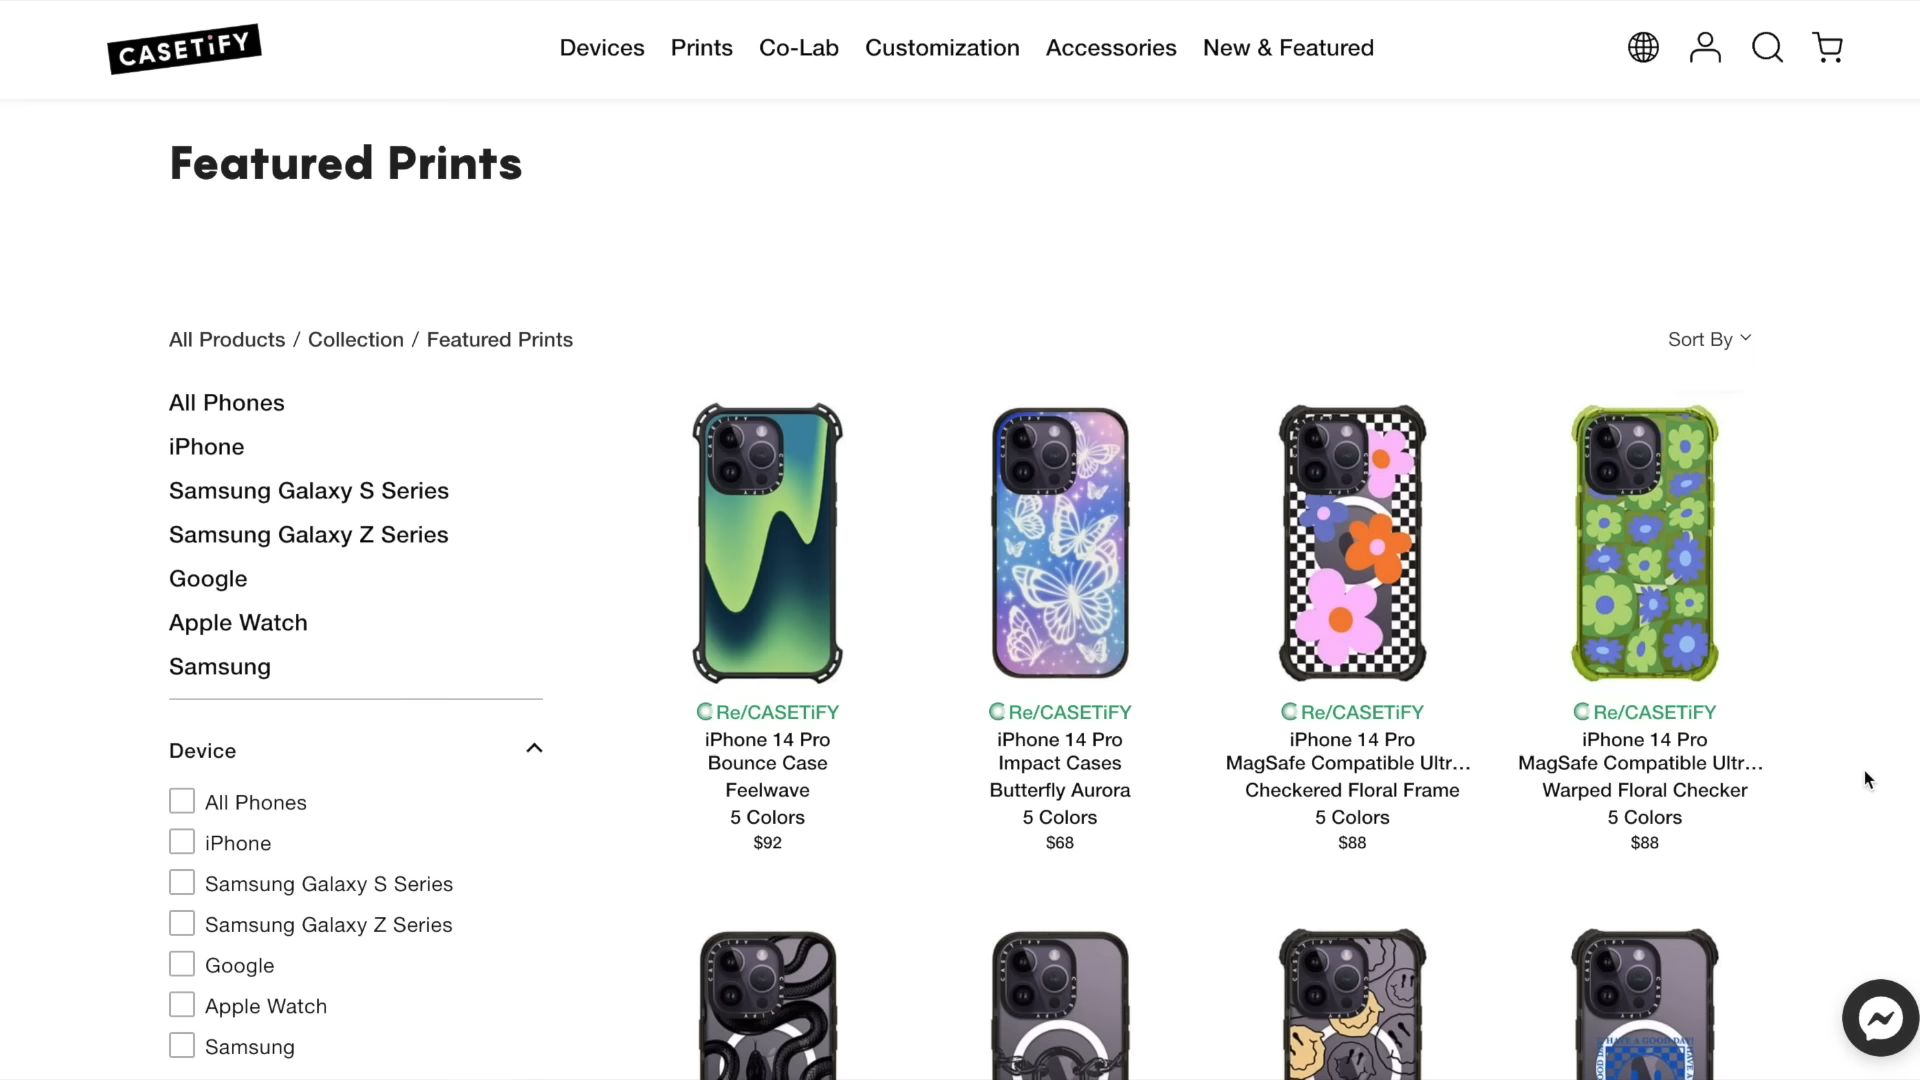 CASETiFY
Devices Prints Co-Lab Customization Accessories New & Featured
Featured Prints
All Products / Collection / Featured Prints
Sort By
All Phones
iPhone
Samsung Galaxy S Series
Samsung Galaxy Z Series
Google
Apple Watch
Samsung
Device
All Phones
iPhone
Samsung Galaxy S Series
Samsung Galaxy Z Series
Google
Apple Watch
Samsung
Re/CASETiFY
iPhone 14 Pro
Bounce Case
Feelwave
5 Colors
$92
Re/CASETiFY
iPhone 14 Pro
Impact Cases
Butterfly Aurora
5 Colors
$68
Re/CASETiFY
iPhone 14 Pro
MagSafe Compatible Ultr...
Checkered Floral Frame
5 Colors
$88
Re/CASETiFY
iPhone 14 Pro
MagSafe Compatible Ultr...
Warped Floral Checker
5 Colors
$88
HAVE A GOOD DAY!